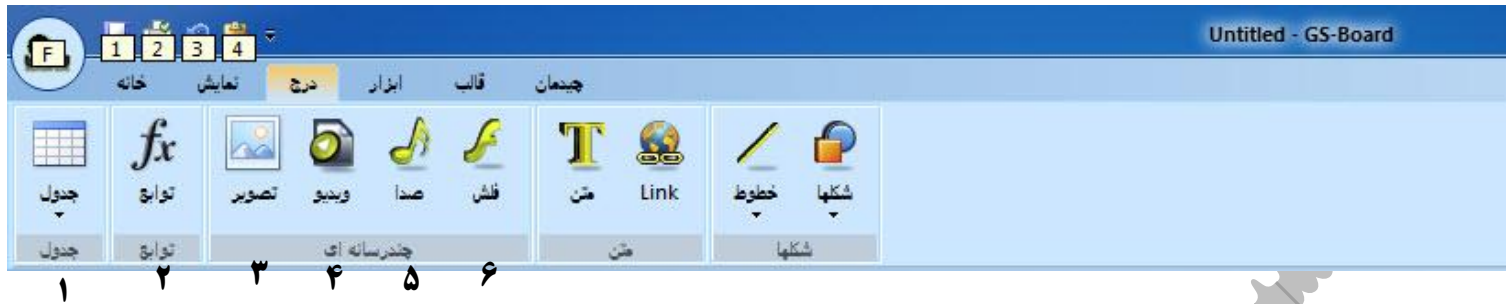 Untitled - GS-Board
F 1 2 3 4
خانه نمایش درج ابزار قالب چیدمان
جدول توابع تصویر ویدیو صدا فلش متن Link خطوط شکلها
جدول توابع چندرسانه ای متن شکلها
۱ ۲ ۳ ۴ ۵ ۶